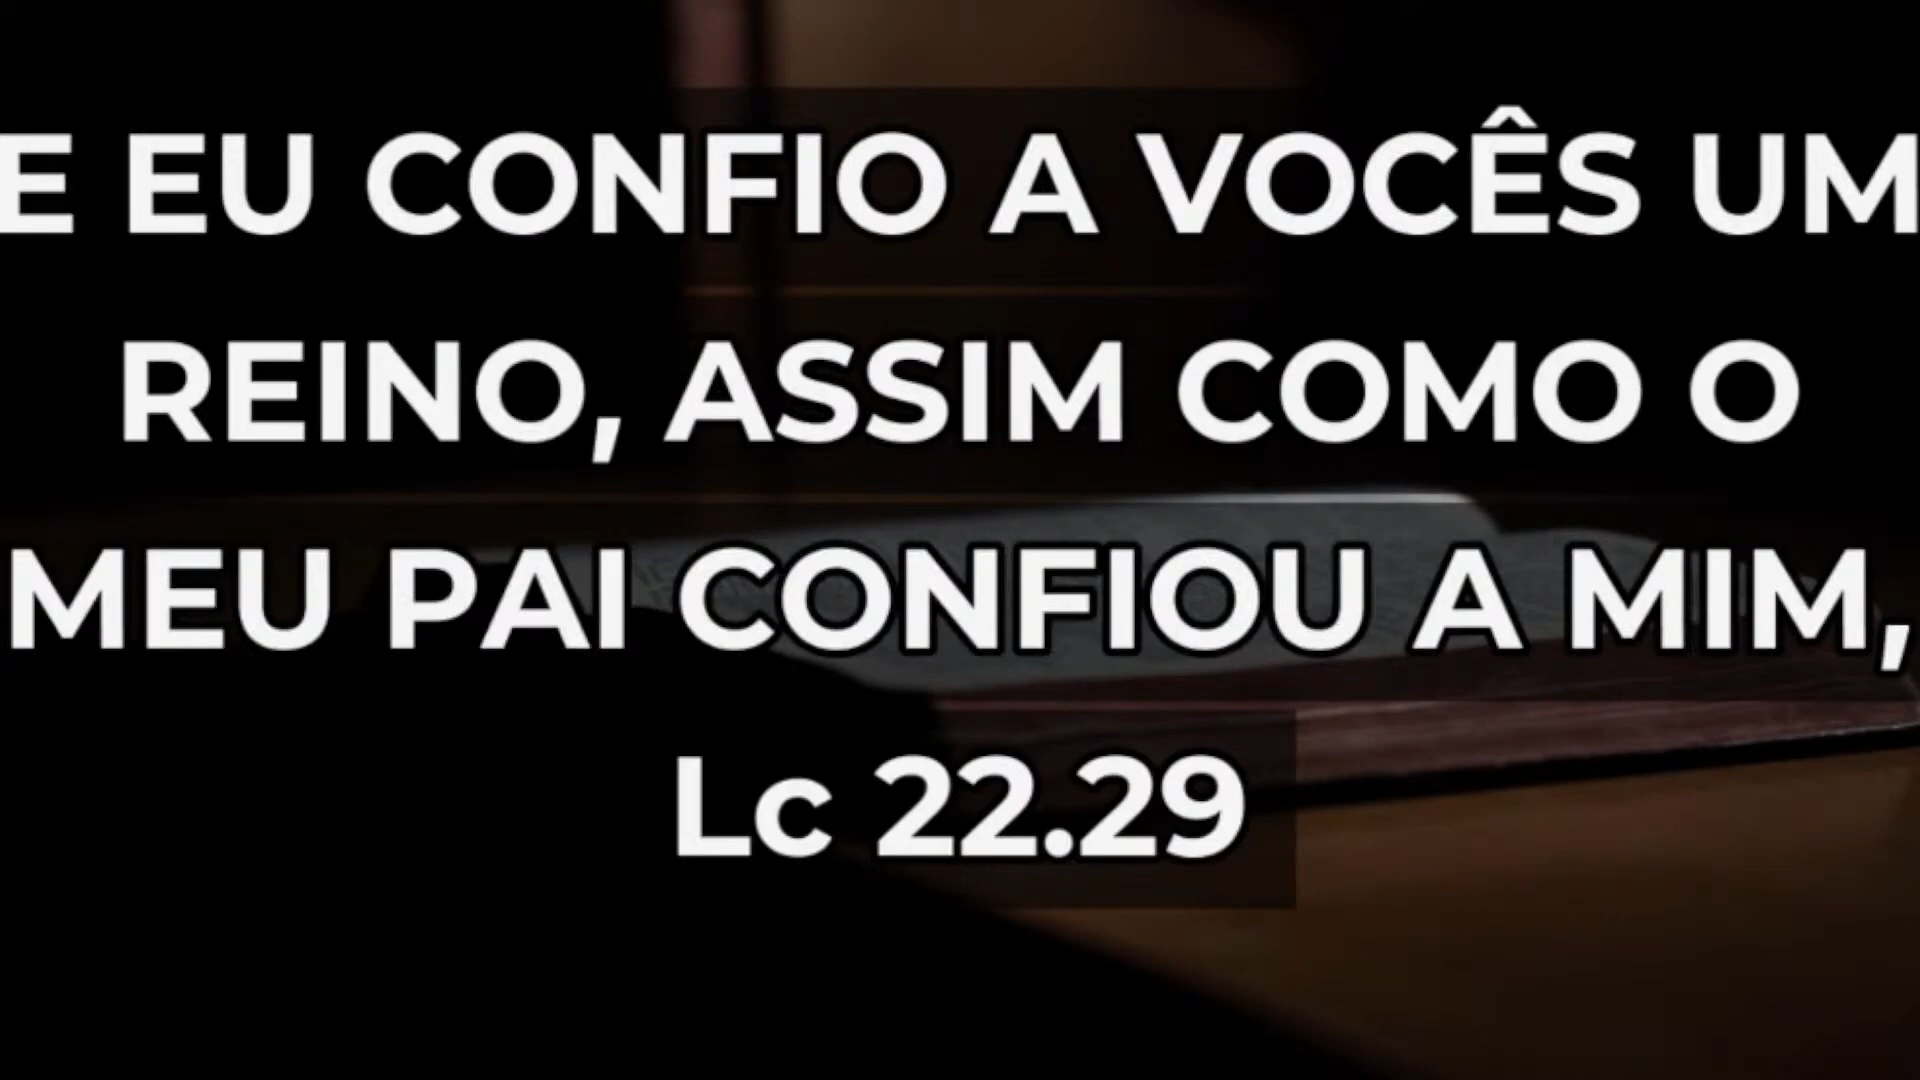 E EU CONFIO A VOCÊS UM
REINO, ASSIM COMO O
MEU PAI CONFIOU A MIM,
Lc 22.29